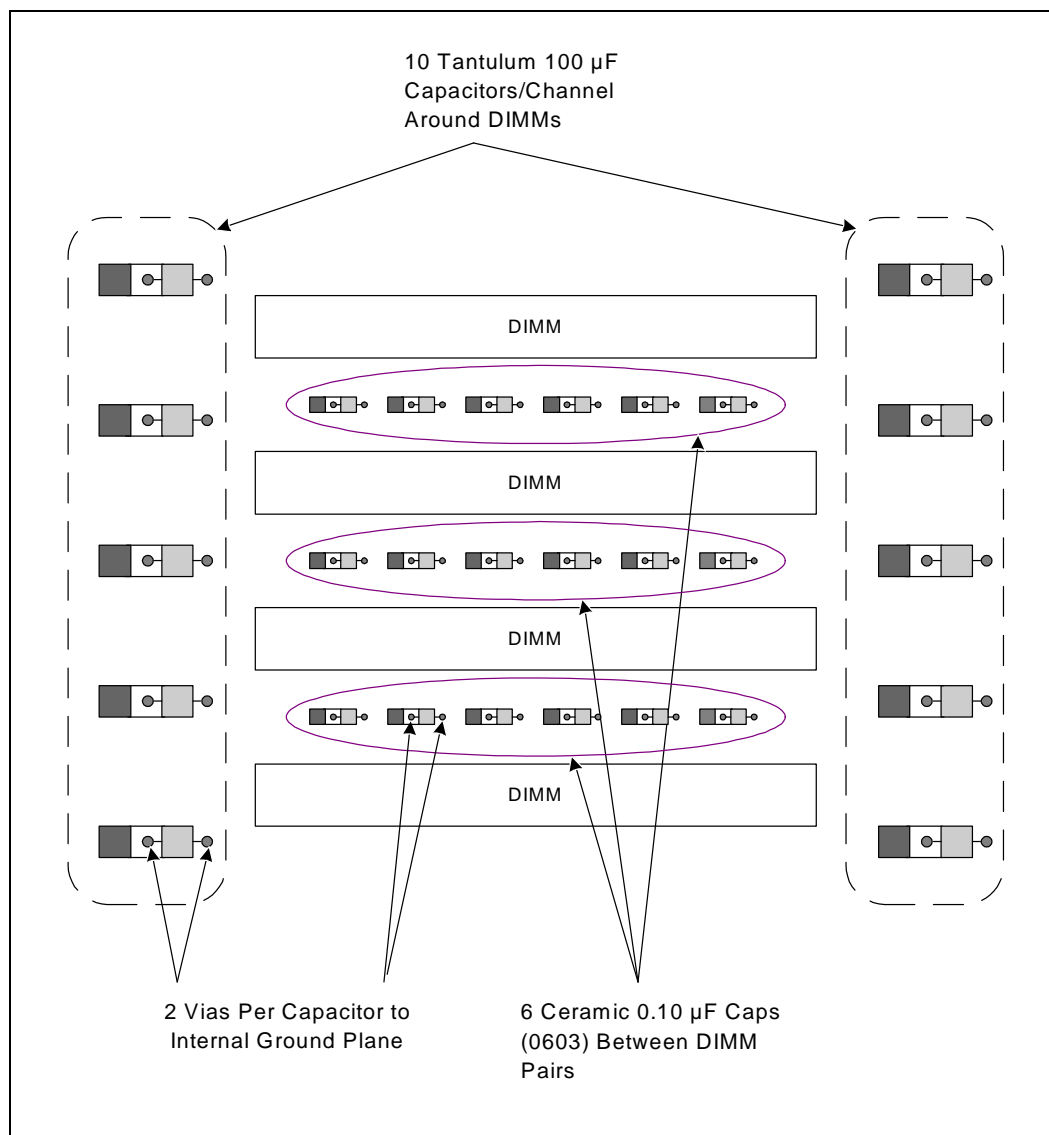 10 Tantulum 100 µF
Capacitors/Channel
Around DIMMs
DIMM
DIMM
DIMM
DIMM
2 Vias Per Capacitor to
Internal Ground Plane
6 Ceramic 0.10 µF Caps
(0603) Between DIMM
Pairs